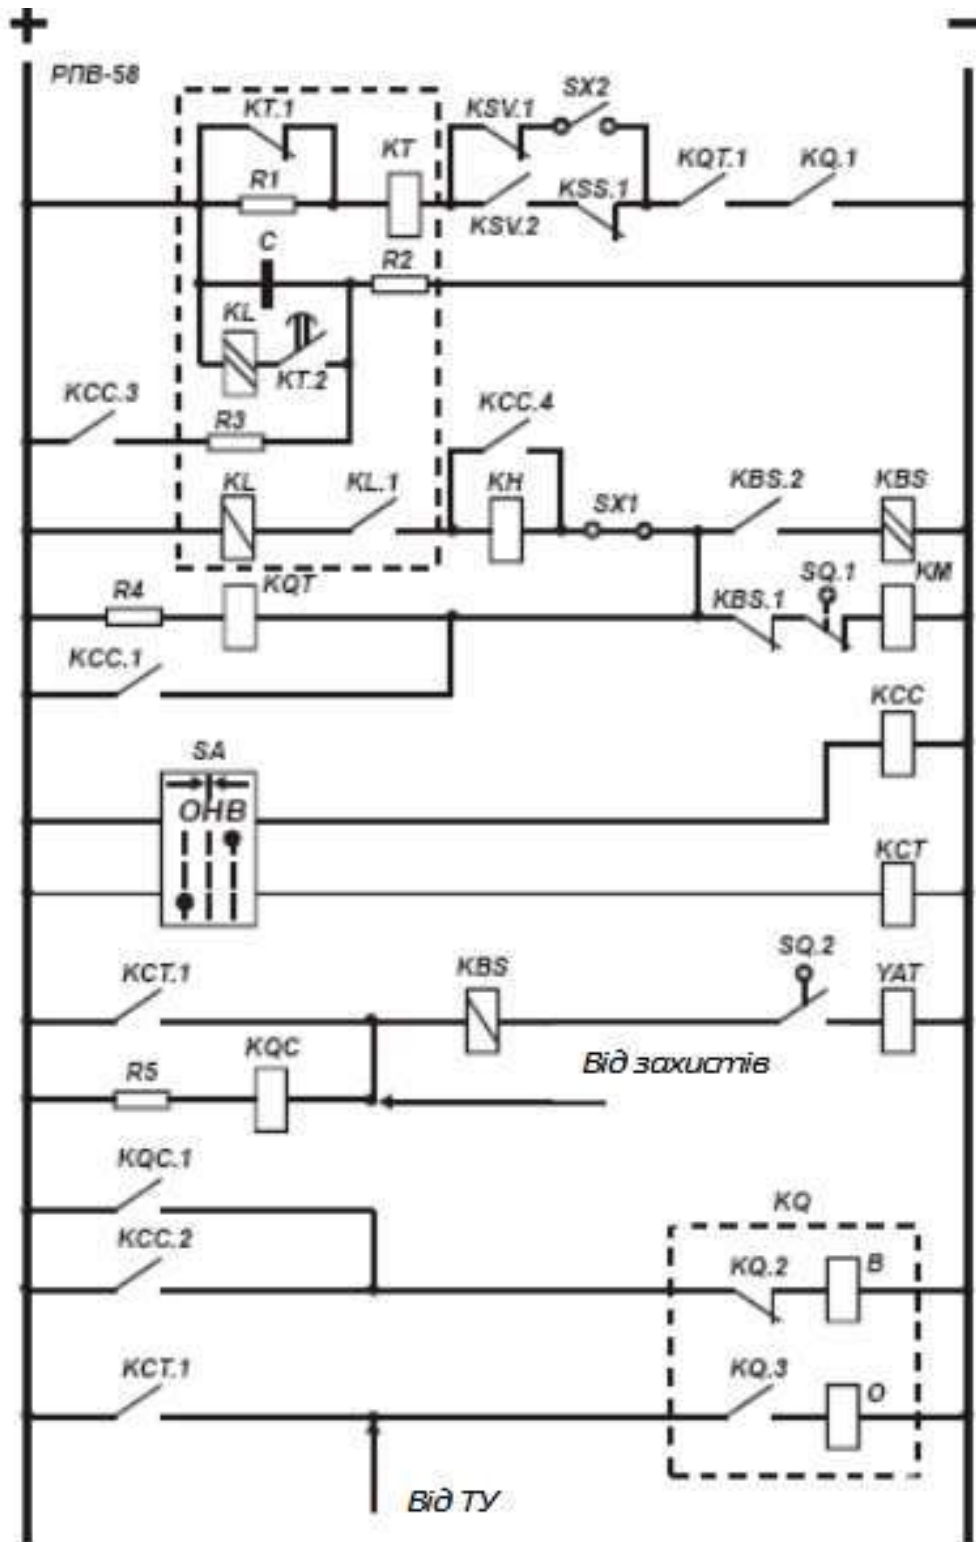 + −
РПВ-58
KT.1
KT
KSV.1
SX2
R1
KSV.2
KSS.1
KQT.1
KQ.1
C
R2
KL
KT.2
KCC.3
R3
KCC.4
KL
KL.1
KH
SX1
KBS.2
KBS
R4
KQT
KBS.1
SQ.1
KM
KCC.1
KCC
SA
ОНВ
KCT
KCT.1
KBS
SQ.2
YAT
R5
KQC
Від захистів
KQC.1
KCC.2
KQ
KQ.2
В
KCT.1
KQ.3
О
Від ТУ